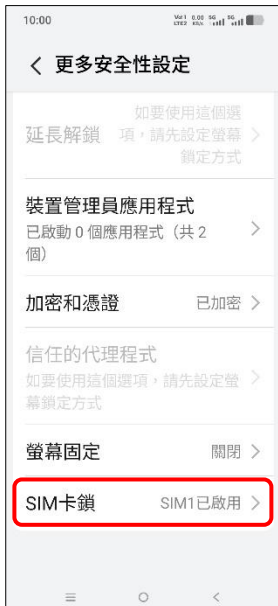 10:00
5G 5G
更多安全性設定
如要使用這個選
延長解鎖 項，請先設定螢幕
鎖定方式
裝置管理員應用程式
已啟動 0 個應用程式（共 2
個）
加密和憑證 已加密
信任的代理程式
如要使用這個選項，請先設定螢
幕鎖定方式
螢幕固定 關閉
SIM卡鎖 SIM1已啟用